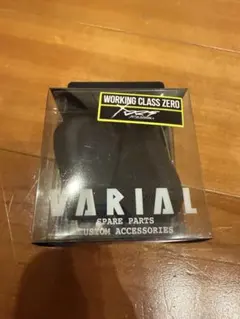 WORKING CLASS ZERO
VARIAL
SPARE PARTS
CUSTOM ACCESSORIES